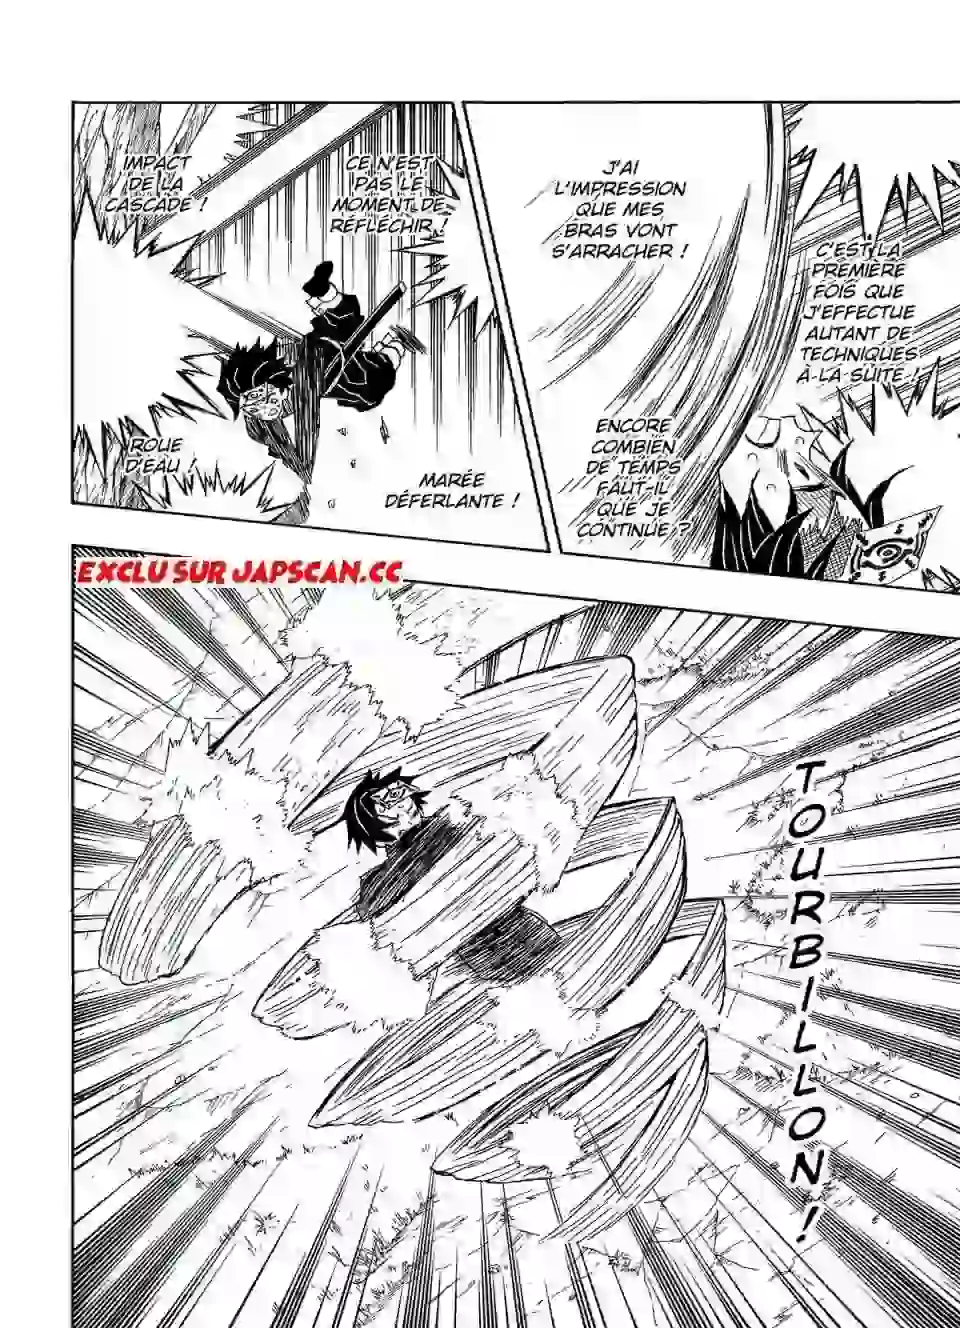 J'AI
L'IMPRESSION
QUE MES
BRAS VONT
S'ARRACHER !
C'EST LA
PREMIÈRE
FOIS QUE
J'EFFECTUE
AUTANT DE
TECHNIQUES
À LA SUITE !
ENCORE
COMBIEN
DE TEMPS
FAUT-IL
QUE JE
CONTINUE ?
CE N'EST
PAS LE
MOMENT DE
RÉFLÉCHIR !
IMPACT
DE LA
CASCADE !
ROUE
D'EAU !
MARÉE
DÉFERLANTE !
EXCLU SUR JAPSCAN.CC
TOURBILLON !